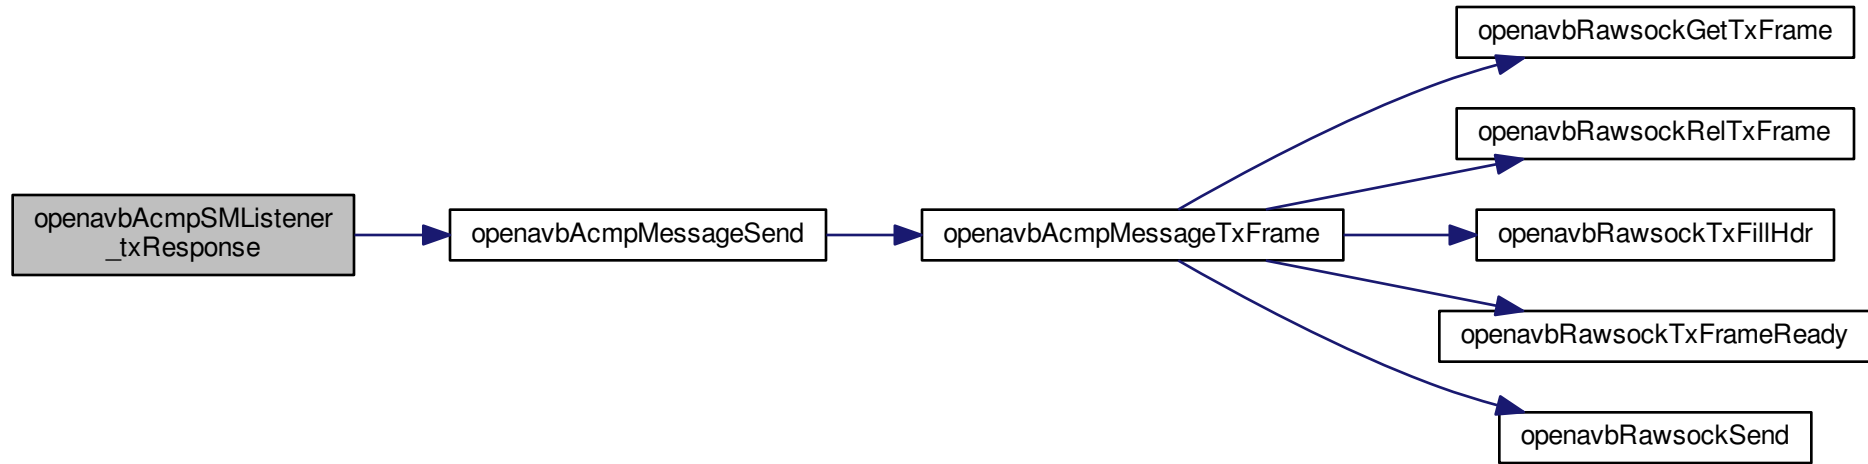 openavbAcmpSMListener
_txResponse
openavbAcmpMessageSend
openavbAcmpMessageTxFrame
openavbRawsockGetTxFrame
openavbRawsockRelTxFrame
openavbRawsockTxFillHdr
openavbRawsockTxFrameReady
openavbRawsockSend